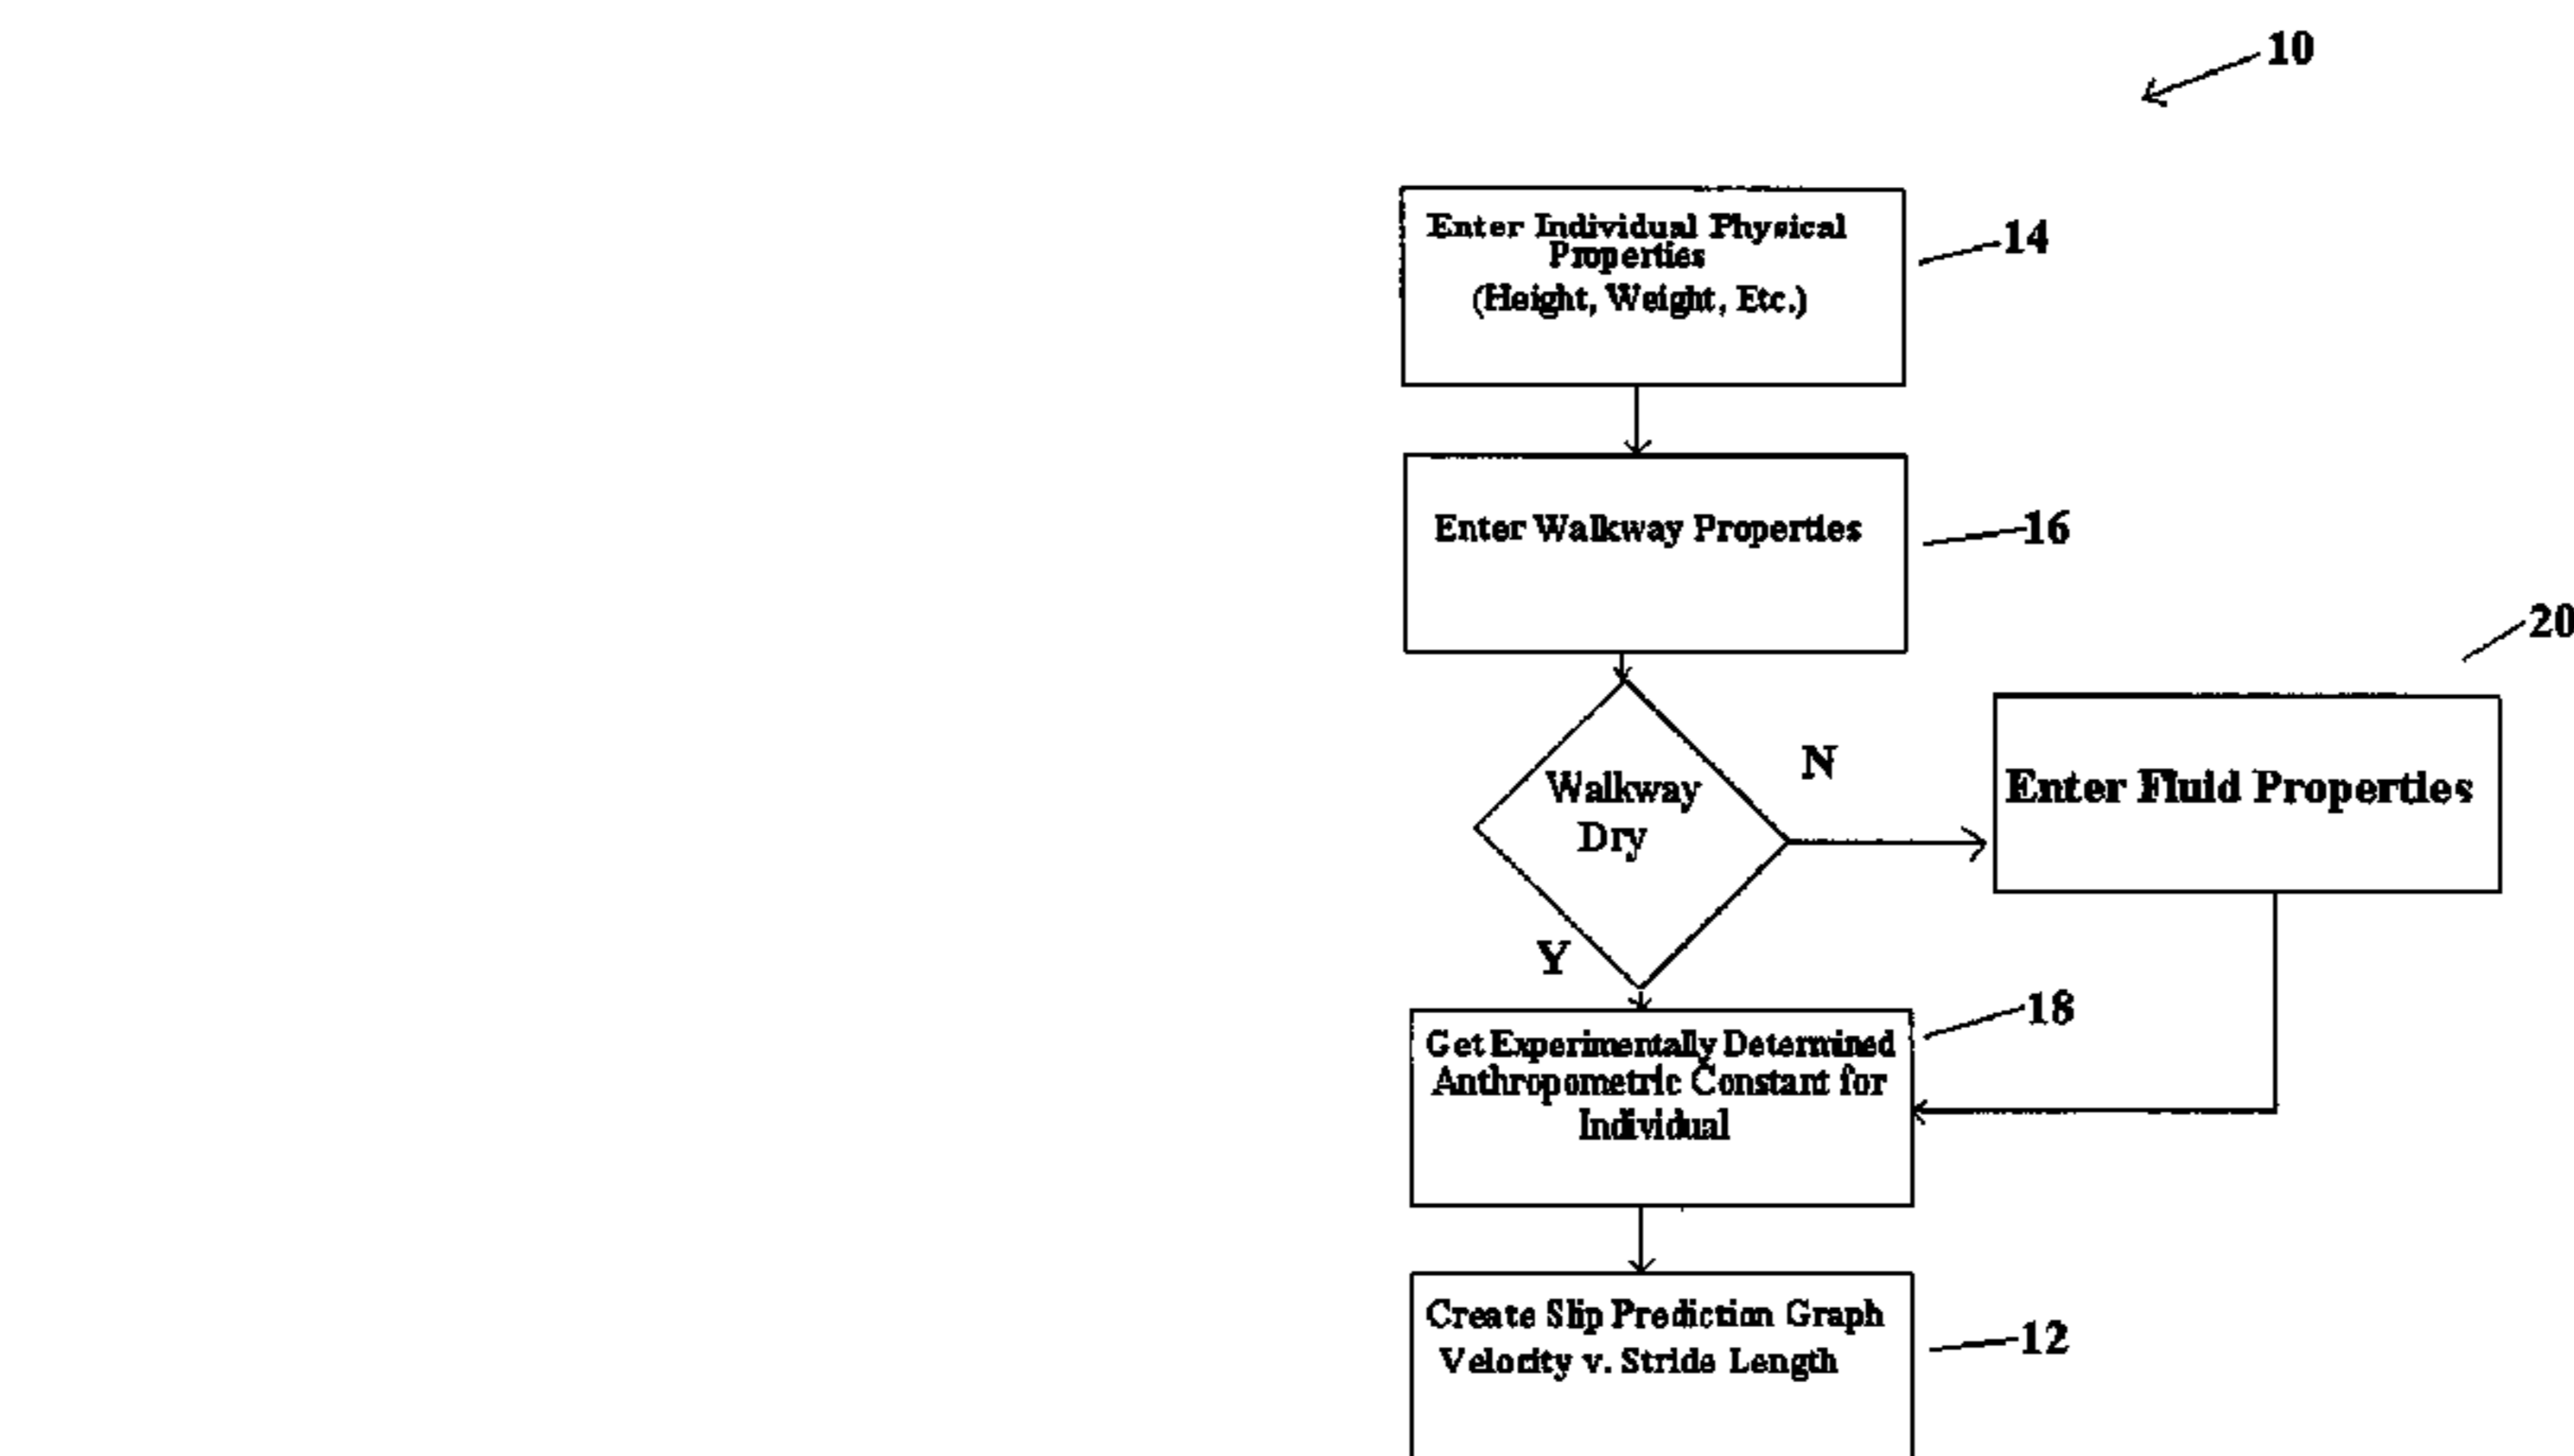 10
Enter Individual Physical
Properties
(Height, Weight, Etc.)
14
Enter Walkway Properties
16
20
Walkway
Dry
N
Enter Fluid Properties
Y
18
Get Experimentally Determined
Anthropometric Constant for
Individual
Create Slip Prediction Graph
Velocity v. Stride Length
12